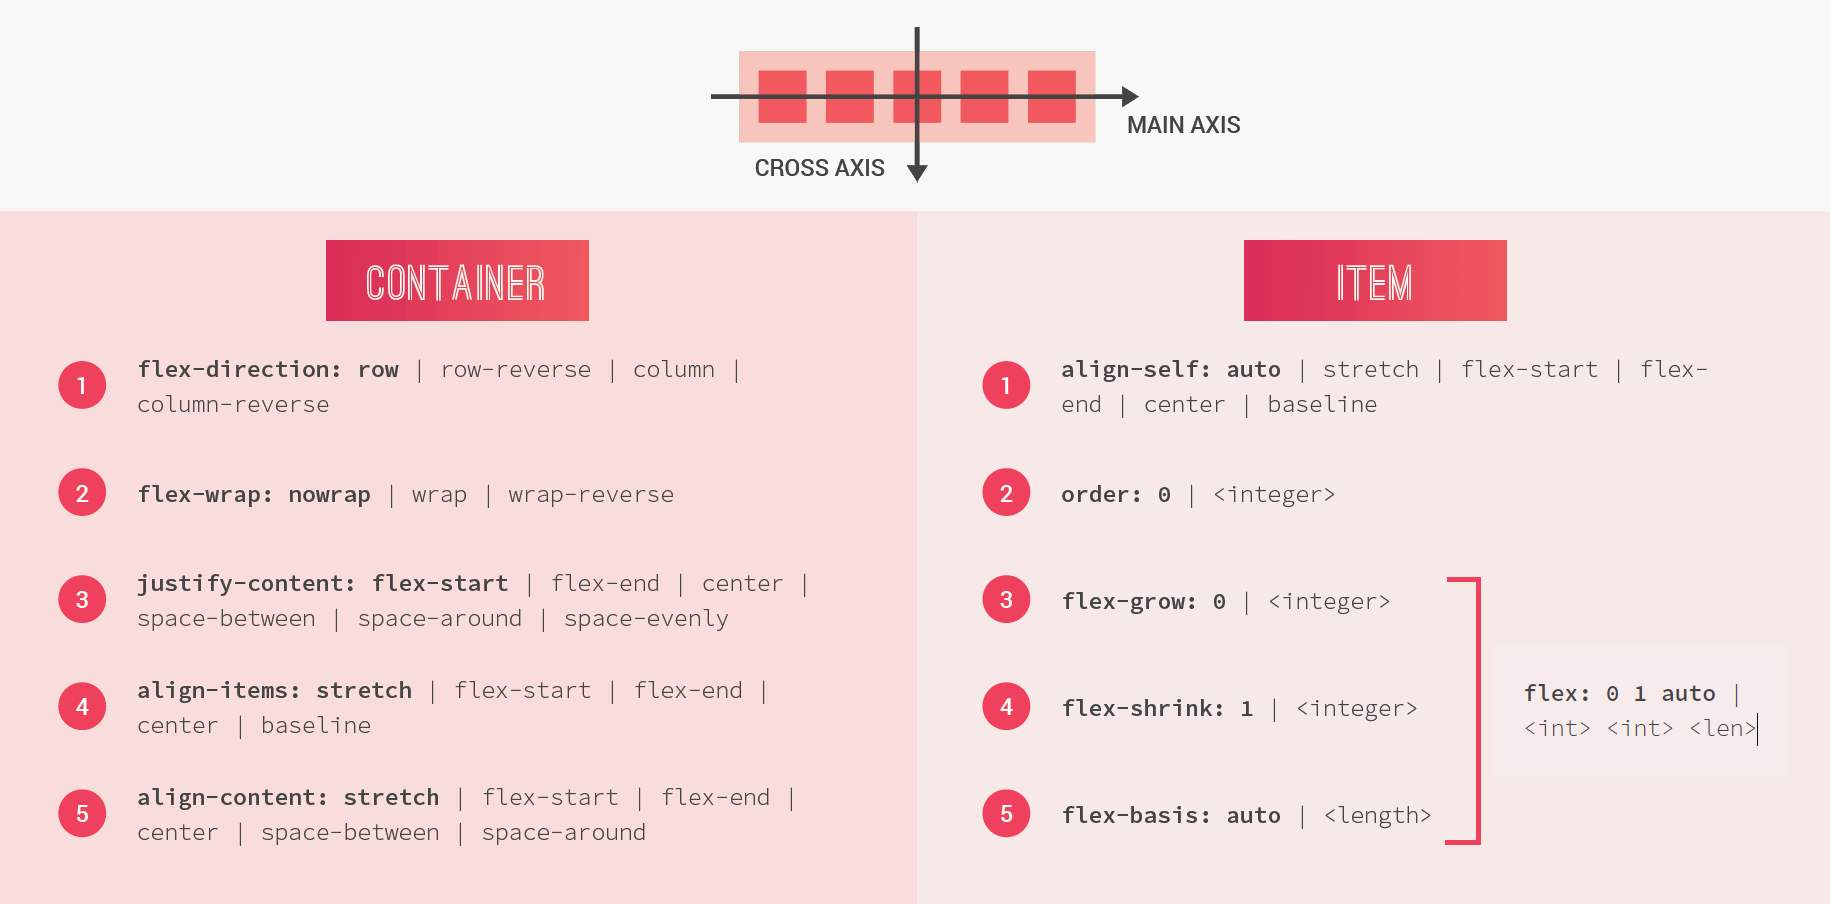 MAIN AXIS
CROSS AXIS
CONTAINER
1
flex-direction: row | row-reverse | column |
column-reverse
2
flex-wrap: nowrap | wrap | wrap-reverse
3
justify-content: flex-start | flex-end | center |
space-between | space-around | space-evenly
4
align-items: stretch | flex-start | flex-end |
center | baseline
5
align-content: stretch | flex-start | flex-end |
center | space-between | space-around
ITEM
1
align-self: auto | stretch | flex-start | flex-
end | center | baseline
2
order: 0 | <integer>
3
flex-grow: 0 | <integer>
4
flex-shrink: 1 | <integer>
5
flex-basis: auto | <length>
flex: 0 1 auto |
<int> <int> <len>